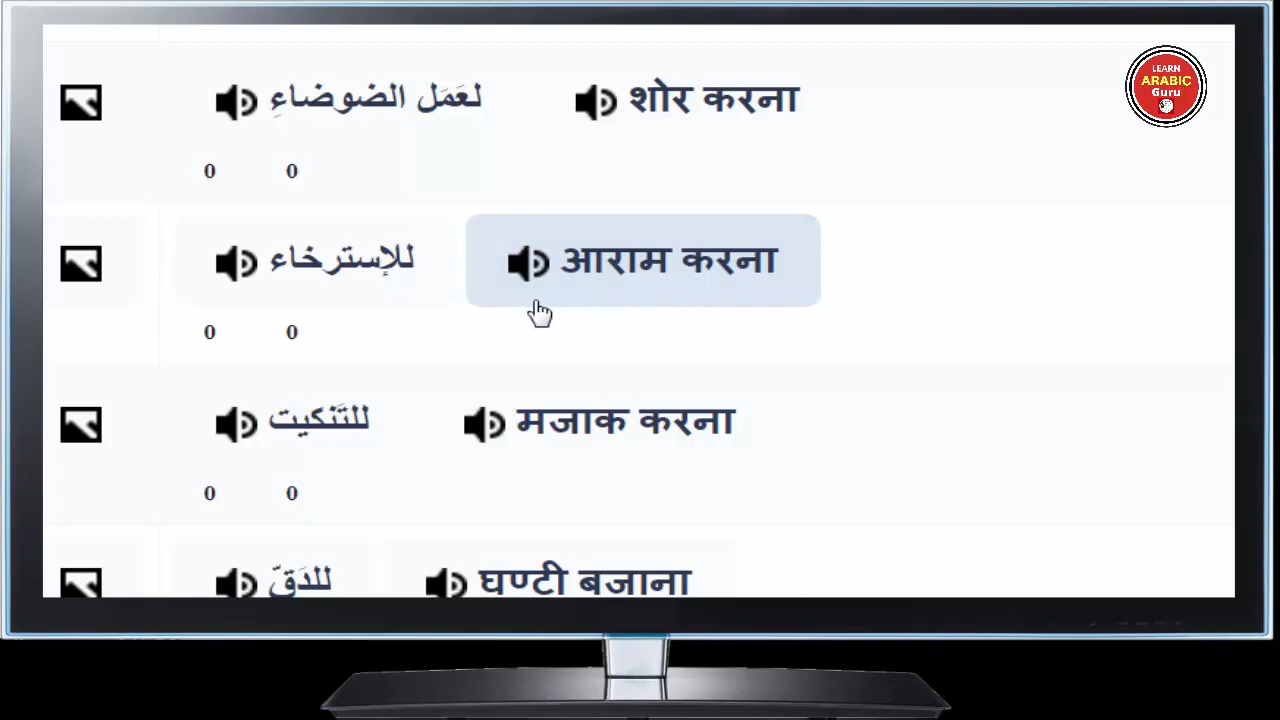 LEARN
ARABIC
Guru
لعَمَل الضوضاءِ शोर करना
0 0
للإسترخاء आराम करना
0 0
للتَنكيت मजाक करना
0 0
للدَقّ घण्टी बजाना